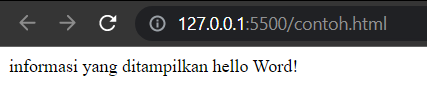 127.0.0.1:5500/contoh.html
informasi yang ditampilkan hello Word!